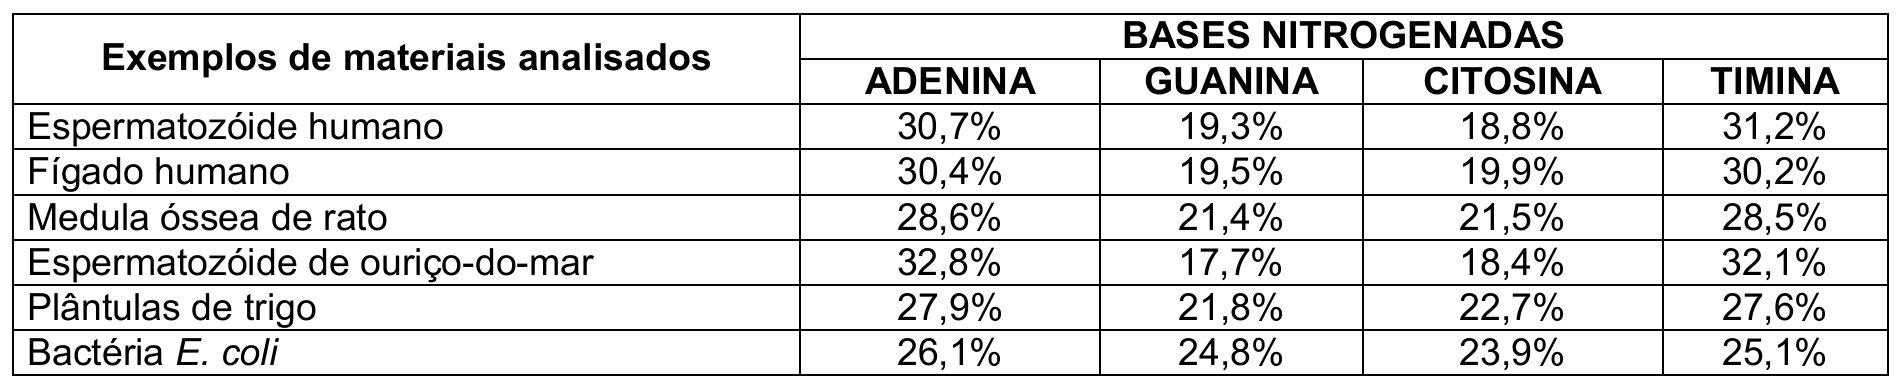 Exemplos de materiais analisados
BASES NITROGENADAS
ADENINA GUANINA CITOSINA TIMINA
Espermatozóide humano 30,7% 19,3% 18,8% 31,2%
Fígado humano 30,4% 19,5% 19,9% 30,2%
Medula óssea de rato 28,6% 21,4% 21,5% 28,5%
Espermatozóide de ouriço-do-mar 32,8% 17,7% 18,4% 32,1%
Plântulas de trigo 27,9% 21,8% 22,7% 27,6%
Bactéria E. coli 26,1% 24,8% 23,9% 25,1%